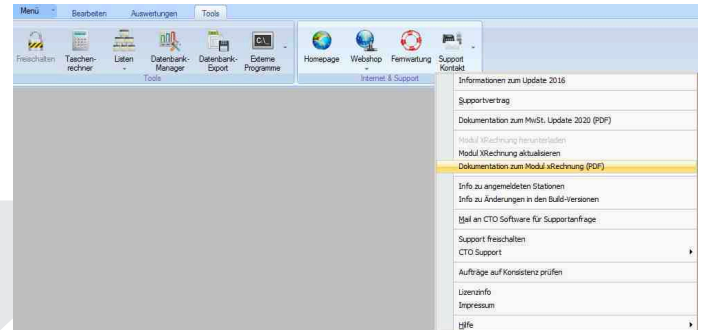 Menü Bearbeiten Auswertungen Tools
Freischalten
Taschen-
rechner
Listen
Datenbank-
Manager
Datenbank-
Export
C:\
Externe
Programme
Tools
Homepage
Webshop
Fernwartung
Support
Kontakt
Internet & Support
Informationen zum Update 2016
Supportvertrag
Dokumentation zum MwSt. Update 2020 (PDF)
Modul XRechnung herunterladen
Modul XRechnung aktualisieren
Dokumentation zum Modul xRechnung (PDF)
Info zu angemeldeten Stationen
Info zu Änderungen in den Build-Versionen
Mail an CTO Software für Supportanfrage
Support freischalten
CTO Support
Aufträge auf Konsistenz prüfen
Lizenzinfo
Impressum
Hilfe